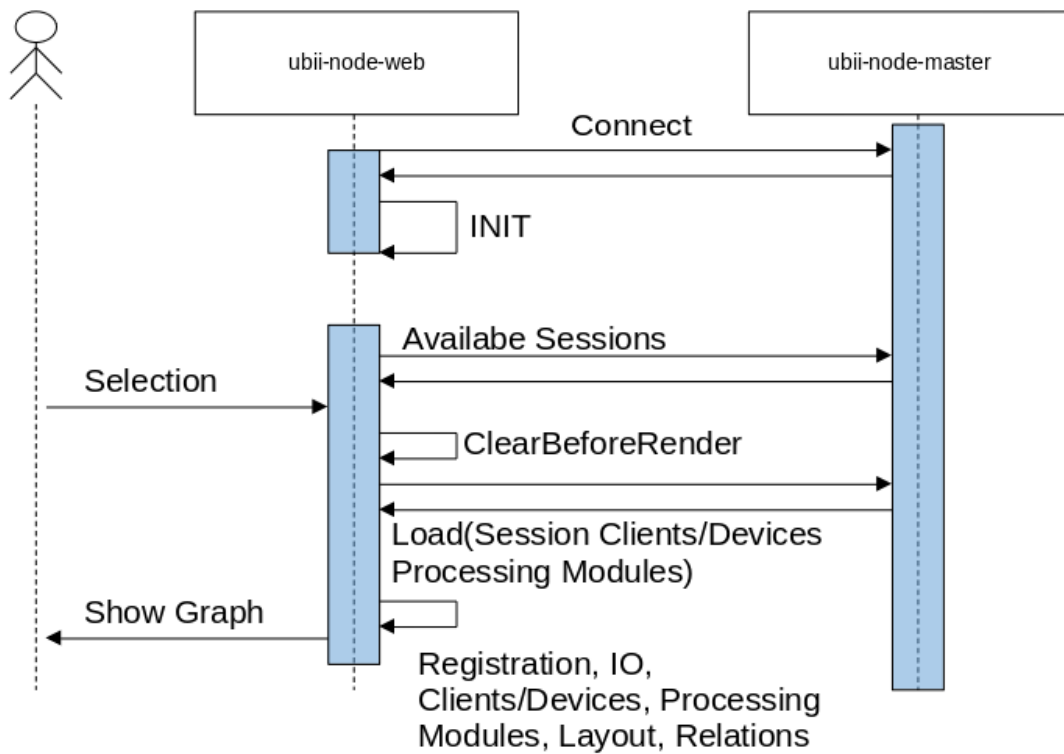 ubii-node-web
ubii-node-master
Connect
INIT
Availabe Sessions
Selection
ClearBeforeRender
Load(Session Clients/Devices
Processing Modules)
Show Graph
Registration, IO,
Clients/Devices, Processing
Modules, Layout, Relations